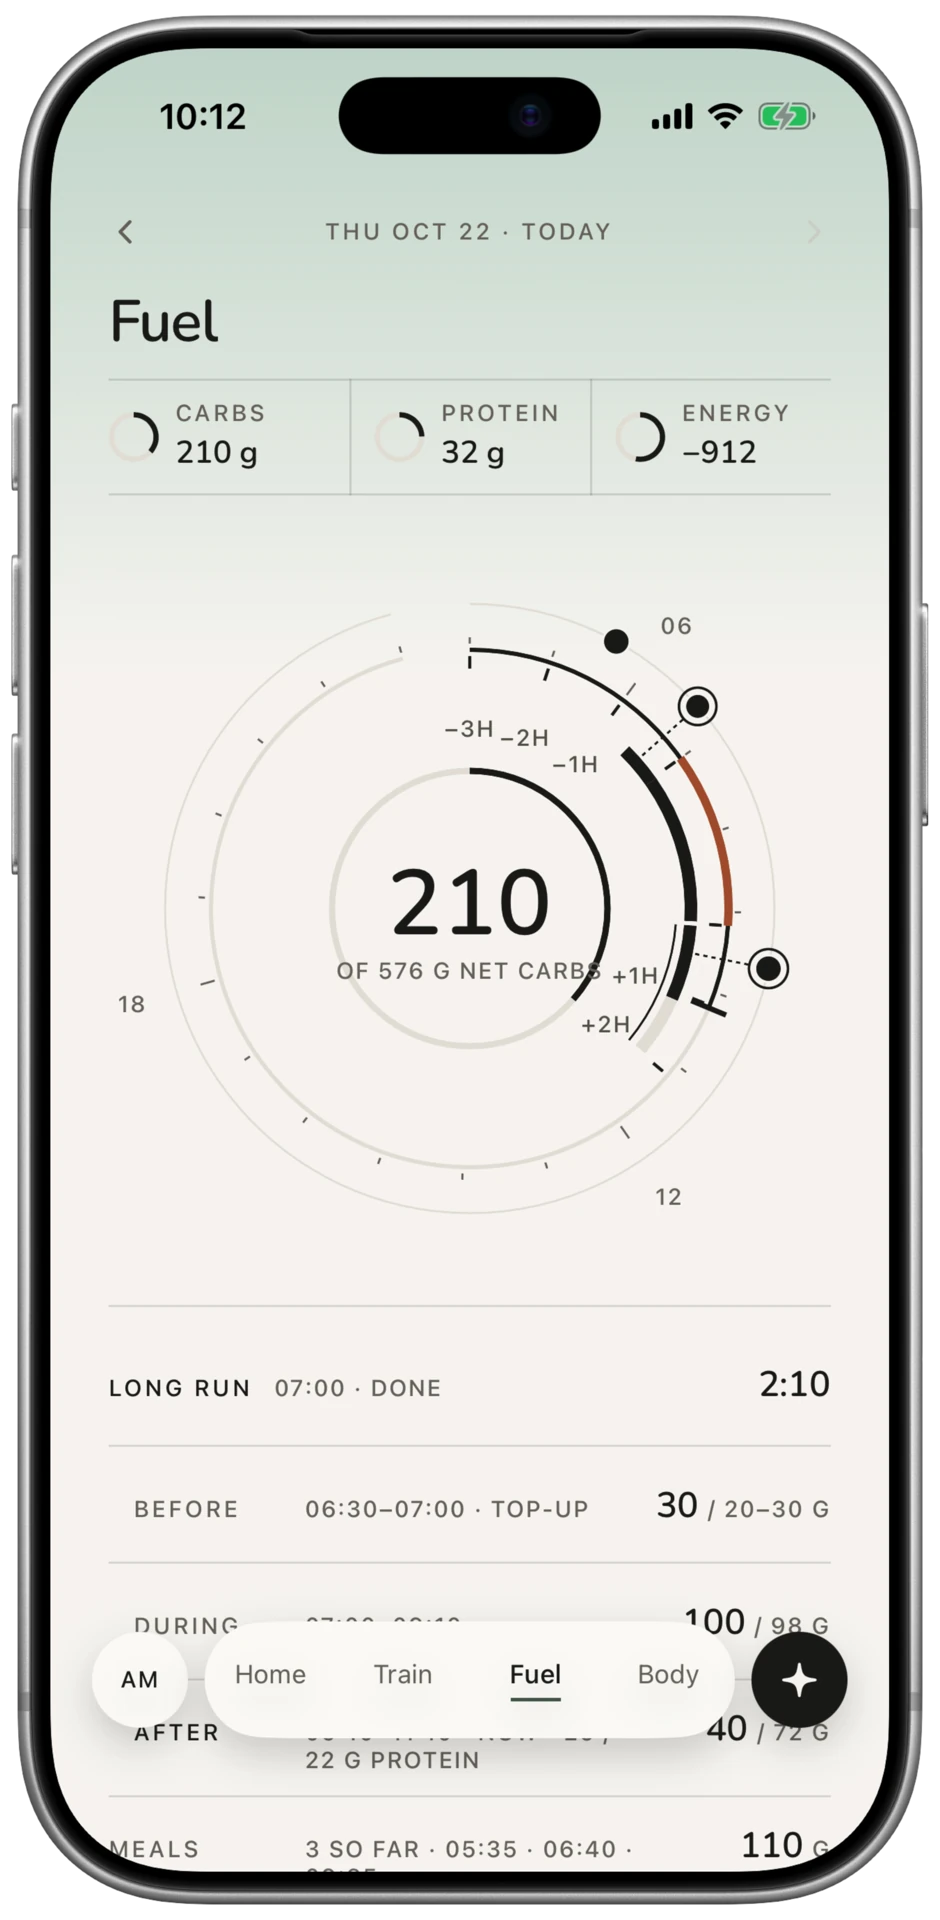 10:12
THU OCT 22 · TODAY
Fuel
CARBS
210 g
PROTEIN
32 g
ENERGY
−912
06
−3H
−2H
−1H
210
OF 576 G NET CARBS
+1H
+2H
18
12
LONG RUN 07:00 · DONE 2:10
BEFORE 06:30–07:00 · TOP-UP 30 / 20–30 G
DURING 100 / 98 G
AM
Home
Train
Fuel
Body
AFTER 40 / 72 G
22 G PROTEIN
MEALS 3 SO FAR · 05:35 · 06:40 · 110 G